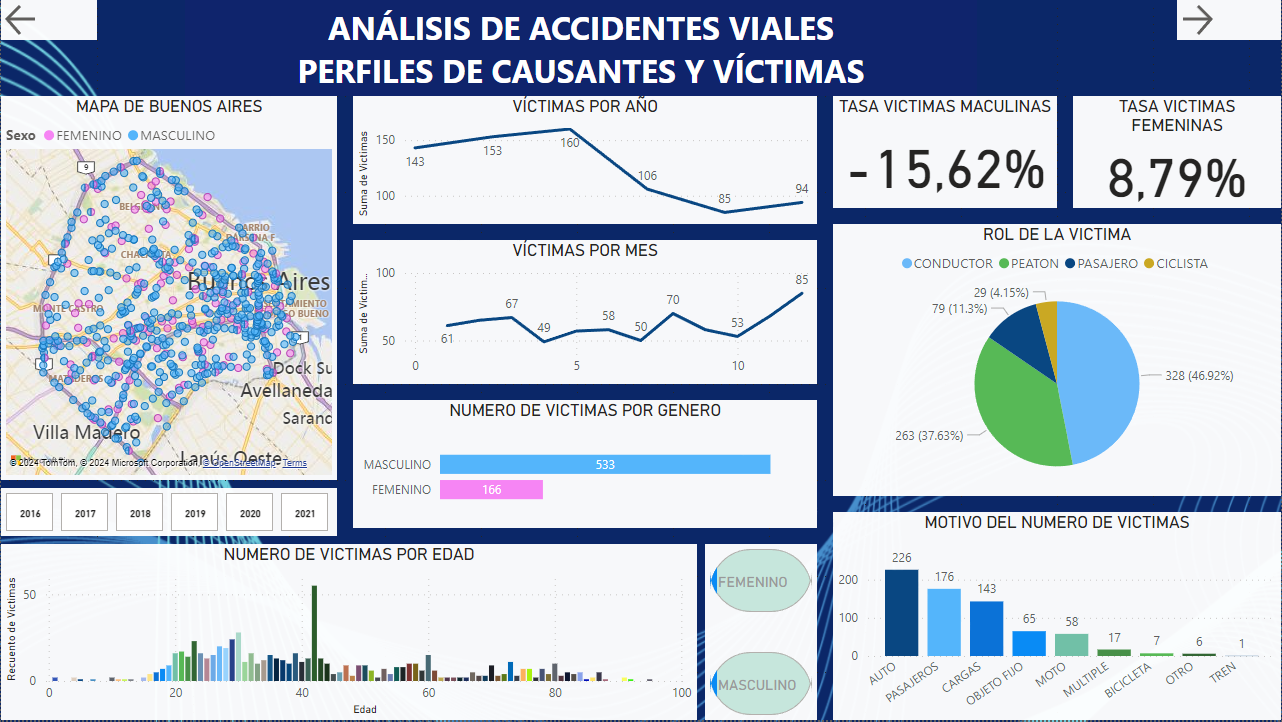 ANÁLISIS DE ACCIDENTES VIALES
PERFILES DE CAUSANTES Y VÍCTIMAS
MAPA DE BUENOS AIRES
Sexo FEMENINO MASCULINO
9
Buenos Aires
Dock Su
Avellaneda
Sarand
Villa Madero
Lanús Oeste
© 2024 TomTom, © 2024 Microsoft Corporation, © OpenStreetMap Terms
2016 2017 2018 2019 2020 2021
VÍCTIMAS POR AÑO
Suma de Victimas
150
100
143
153
160
106
85
94
VÍCTIMAS POR MES
Suma de Victim...
100
50
61
67
49
58
50
70
53
85
0 5 10
NUMERO DE VICTIMAS POR GENERO
MASCULINO 533
FEMENINO 166
TASA VICTIMAS MACULINAS
-15,62%
TASA VICTIMAS
FEMENINAS
8,79%
ROL DE LA VICTIMA
CONDUCTOR PEATON PASAJERO CICLISTA
29 (4.15%)
79 (11.3%)
328 (46.92%)
263 (37.63%)
NUMERO DE VICTIMAS POR EDAD
Recuento de Victimas
50
0
0 20 40 60 80 100
Edad
FEMENINO
MASCULINO
MOTIVO DEL NUMERO DE VICTIMAS
200
100
0
226
176
143
65
58
17
7
6
1
AUTO
PASAJEROS
CARGAS
OBJETO FIJO
MOTO
MULTIPLE
BICICLETA
OTRO
TREN